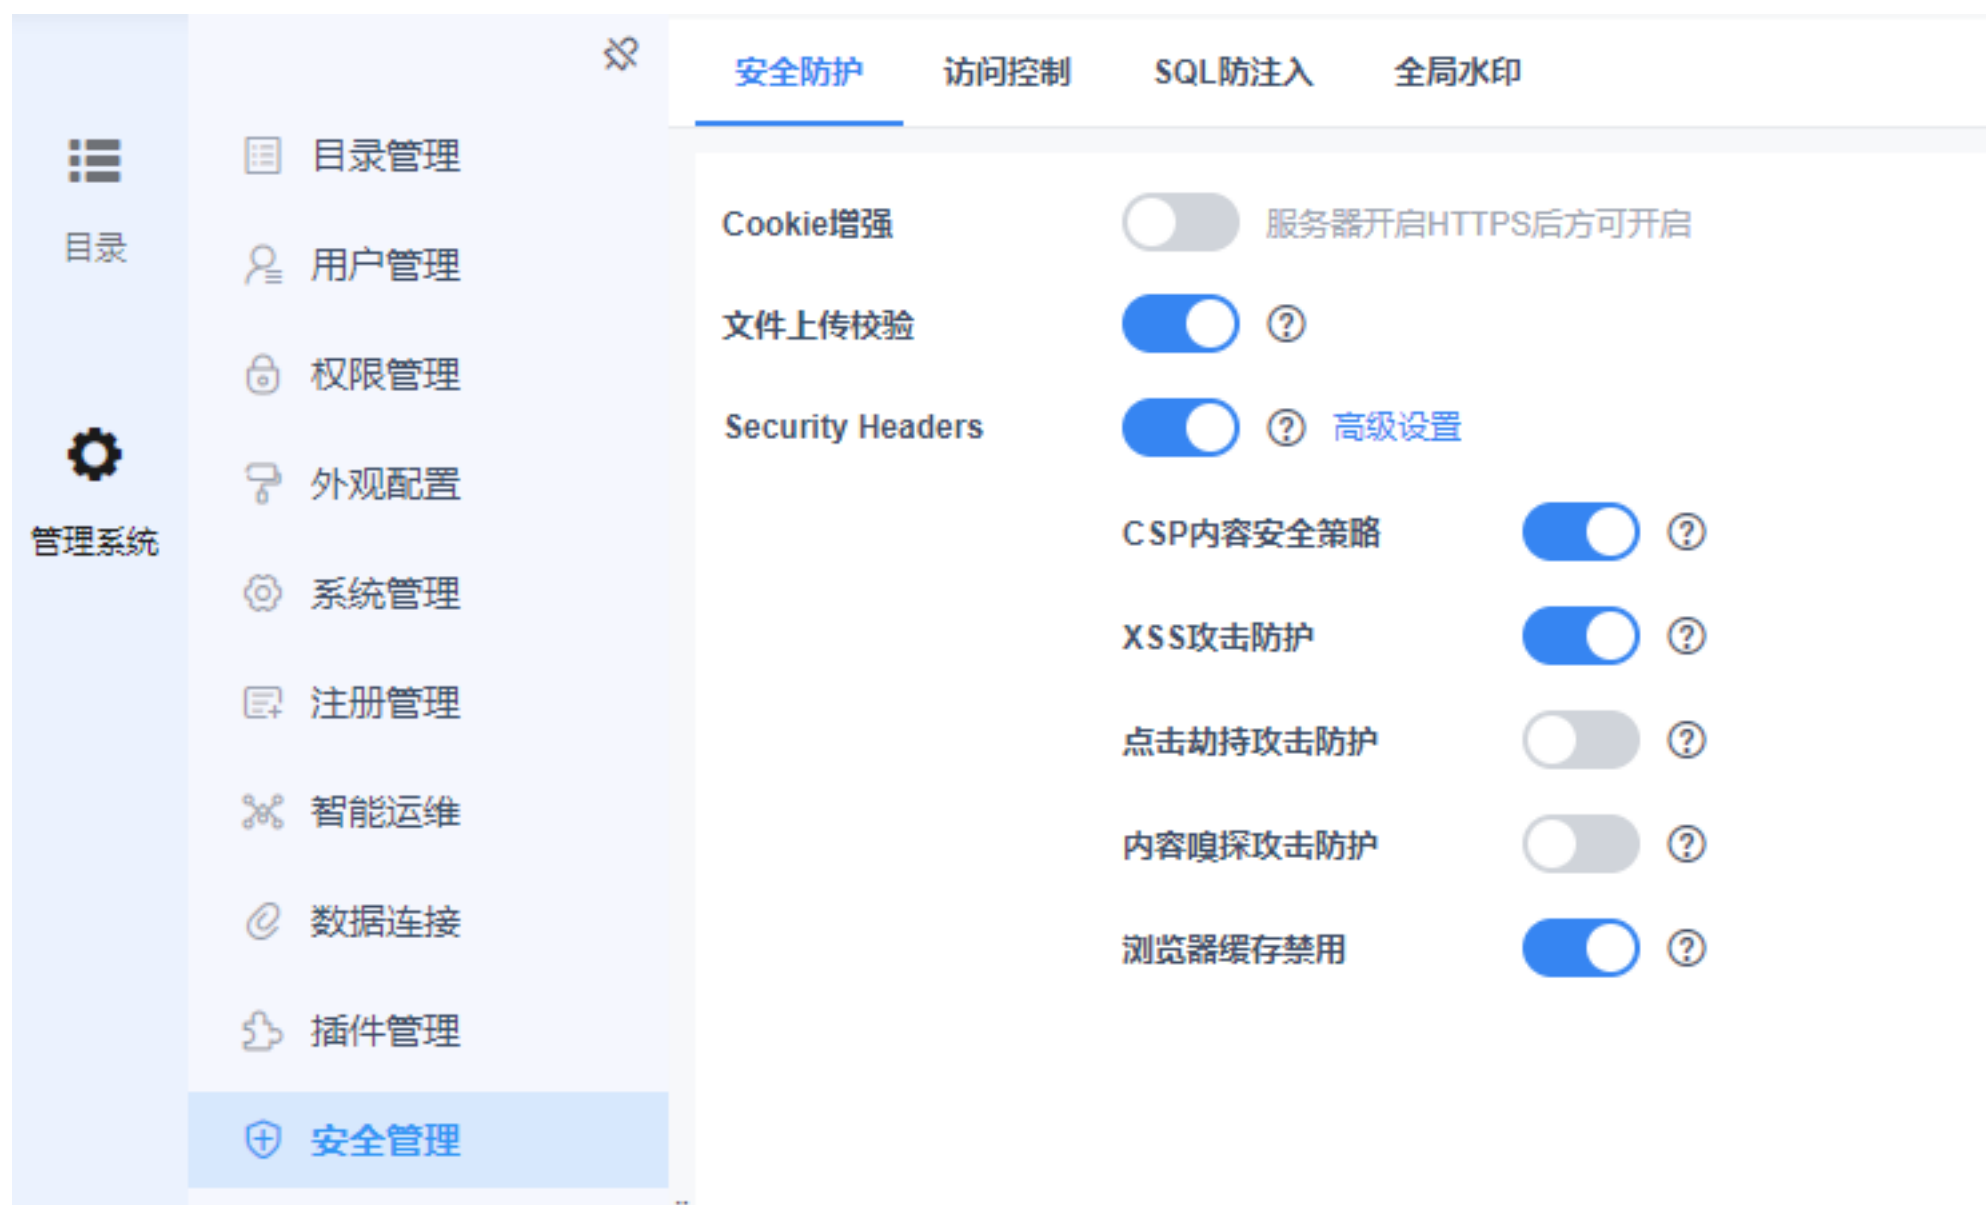 目录
管理系统
目录管理
用户管理
权限管理
外观配置
系统管理
注册管理
智能运维
数据连接
插件管理
安全管理
安全防护 访问控制 SQL防注入 全局水印
Cookie增强 服务器开启HTTPS后方可开启
文件上传校验
Security Headers 高级设置
CSP内容安全策略
XSS攻击防护
点击劫持攻击防护
内容嗅探攻击防护
浏览器缓存禁用